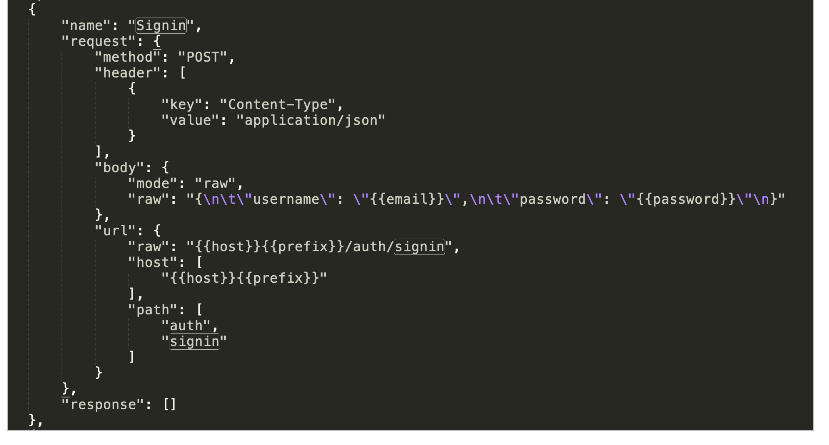 {
"name": "Signin",
"request": {
"method": "POST",
"header": [
{
"key": "Content-Type",
"value": "application/json"
}
],
"body": {
"mode": "raw",
"raw": "{\n\t\"username\": \"{{email}}\",\n\t\"password\": \"{{password}}\"\n}"
},
"url": {
"raw": "{{host}}{{prefix}}/auth/signin",
"host": [
"{{host}}{{prefix}}"
],
"path": [
"auth",
"signin"
]
}
},
"response": []
},